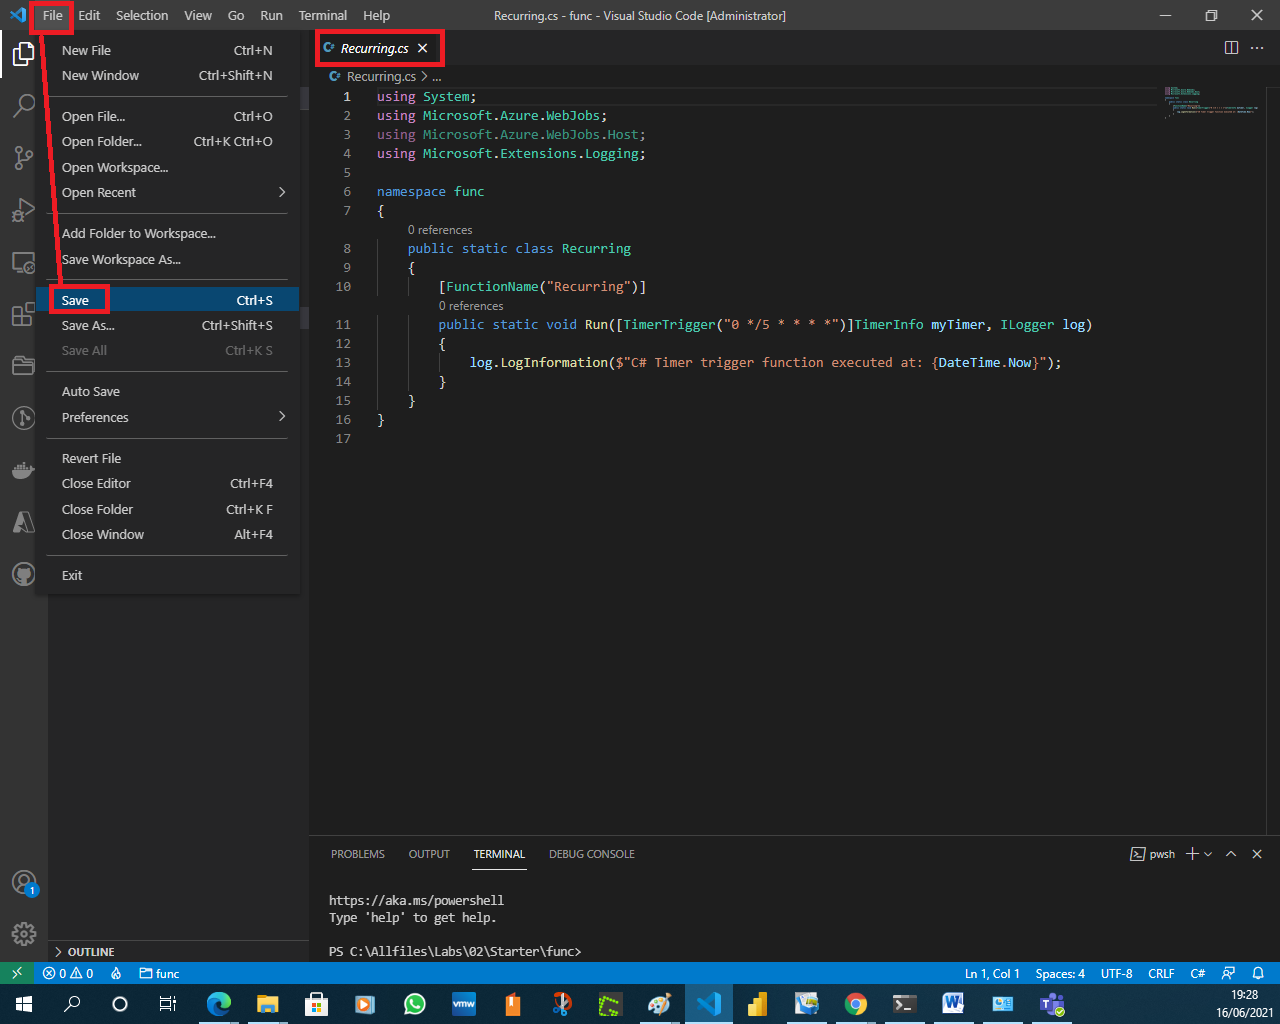 File Edit Selection View Go Run Terminal Help Recurring.cs - func - Visual Studio Code [Administrator]
New File Ctrl+N
New Window Ctrl+Shift+N
Open File... Ctrl+O
Open Folder... Ctrl+K Ctrl+O
Open Workspace...
Open Recent
Add Folder to Workspace...
Save Workspace As...
Save Ctrl+S
Save As... Ctrl+Shift+S
Save All Ctrl+K S
Auto Save
Preferences
Revert File
Close Editor Ctrl+F4
Close Folder Ctrl+K F
Close Window Alt+F4
Exit
C# Recurring.cs
C# Recurring.cs > ...
1 using System;
2 using Microsoft.Azure.WebJobs;
3 using Microsoft.Azure.WebJobs.Host;
4 using Microsoft.Extensions.Logging;
5
6 namespace func
7 {
0 references
8 public static class Recurring
9 {
10 [FunctionName("Recurring")]
0 references
11 public static void Run([TimerTrigger("0 */5 * * * *")]TimerInfo myTimer, ILogger log)
12 {
13 log.LogInformation($"C# Timer trigger function executed at: {DateTime.Now}");
14 }
15 }
16 }
17
PROBLEMS OUTPUT TERMINAL DEBUG CONSOLE pwsh
https://aka.ms/powershell
Type 'help' to get help.
PS C:\Allfiles\Labs\02\Starter\func>
1
OUTLINE
0 0 func Ln 1, Col 1 Spaces: 4 UTF-8 CRLF C#
vmw
19:28
16/06/2021